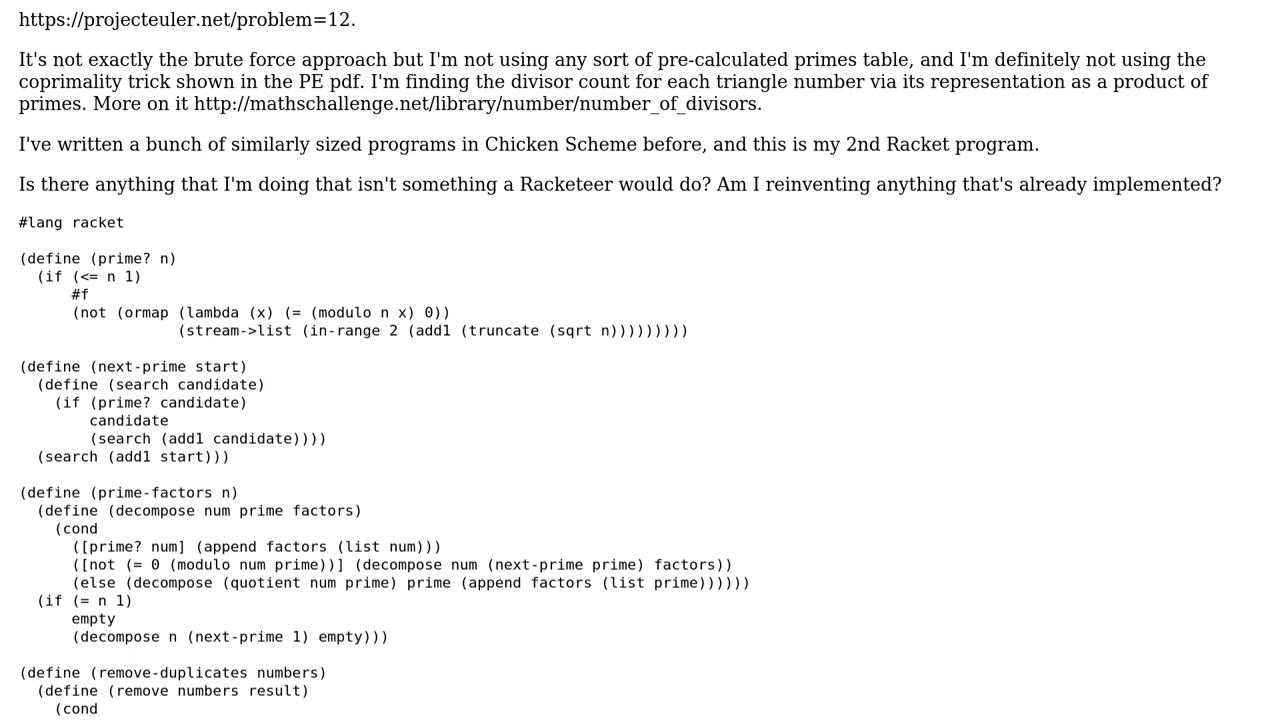 https://projecteuler.net/problem=12.
It's not exactly the brute force approach but I'm not using any sort of pre-calculated primes table, and I'm definitely not using the
coprimality trick shown in the PE pdf. I'm finding the divisor count for each triangle number via its representation as a product of
primes. More on it http://mathschallenge.net/library/number/number_of_divisors.
I've written a bunch of similarly sized programs in Chicken Scheme before, and this is my 2nd Racket program.
Is there anything that I'm doing that isn't something a Racketeer would do? Am I reinventing anything that's already implemented?
#lang racket
(define (prime? n)
  (if (<= n 1)
      #f
      (not (ormap (lambda (x) (= (modulo n x) 0))
                  (stream->list (in-range 2 (add1 (truncate (sqrt n)))))))))
(define (next-prime start)
  (define (search candidate)
    (if (prime? candidate)
        candidate
        (search (add1 candidate))))
  (search (add1 start)))
(define (prime-factors n)
  (define (decompose num prime factors)
    (cond
      ([prime? num] (append factors (list num)))
      ([not (= 0 (modulo num prime))] (decompose num (next-prime prime) factors))
      (else (decompose (quotient num prime) prime (append factors (list prime))))))
  (if (= n 1)
      empty
      (decompose n (next-prime 1) empty)))
(define (remove-duplicates numbers)
  (define (remove numbers result)
    (cond